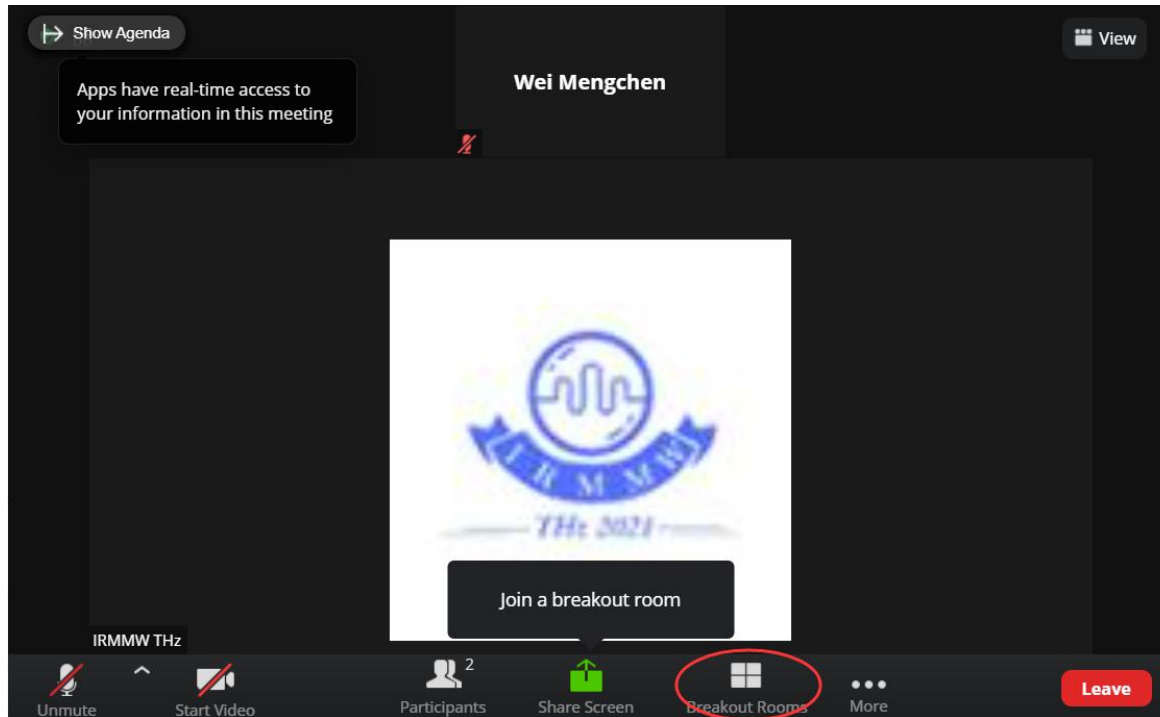 Show Agenda
View
Apps have real-time access to
your information in this meeting
Wei Mengchen
I R M M W
THz 2021
Join a breakout room
IRMMW THz
2
Unmute
Start Video
Participants
Share Screen
Breakout Rooms
More
Leave